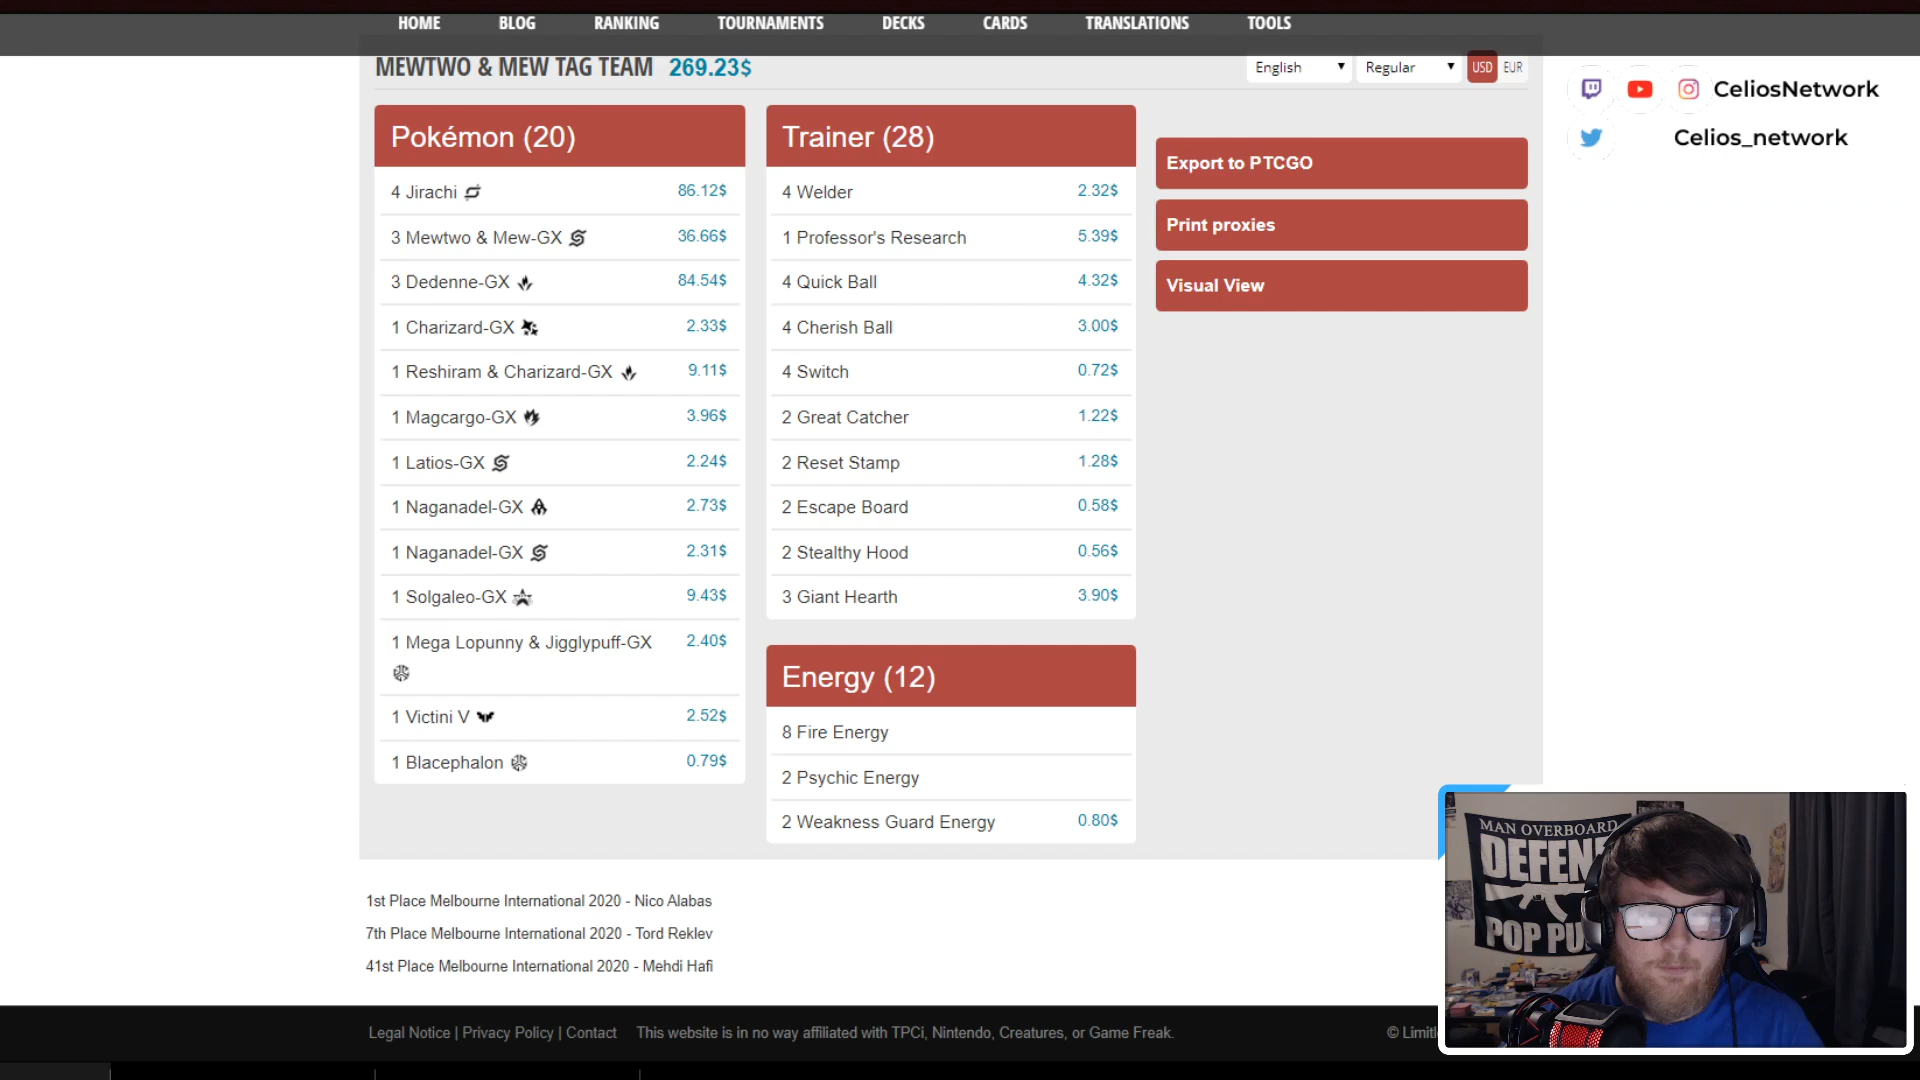 HOME BLOG RANKING TOURNAMENTS DECKS CARDS TRANSLATIONS TOOLS
MEWTWO & MEW TAG TEAM 269.23$
English Regular USD EUR
Pokémon (20)
4 Jirachi 86.12$
3 Mewtwo & Mew-GX 36.66$
3 Dedenne-GX 84.54$
1 Charizard-GX 2.33$
1 Reshiram & Charizard-GX 9.11$
1 Magcargo-GX 3.96$
1 Latios-GX 2.24$
1 Naganadel-GX 2.73$
1 Naganadel-GX 2.31$
1 Solgaleo-GX 9.43$
1 Mega Lopunny & Jigglypuff-GX 2.40$
1 Victini V 2.52$
1 Blacephalon 0.79$
Trainer (28)
4 Welder 2.32$
1 Professor's Research 5.39$
4 Quick Ball 4.32$
4 Cherish Ball 3.00$
4 Switch 0.72$
2 Great Catcher 1.22$
2 Reset Stamp 1.28$
2 Escape Board 0.58$
2 Stealthy Hood 0.56$
3 Giant Hearth 3.90$
Energy (12)
8 Fire Energy
2 Psychic Energy
2 Weakness Guard Energy 0.80$
Export to PTCGO
Print proxies
Visual View
CeliosNetwork
Celios_network
1st Place Melbourne International 2020 - Nico Alabas
7th Place Melbourne International 2020 - Tord Reklev
41st Place Melbourne International 2020 - Mehdi Hafi
MAN OVERBOARD
DEFEN
POP PU
Legal Notice | Privacy Policy | Contact This website is in no way affiliated with TPCi, Nintendo, Creatures, or Game Freak.